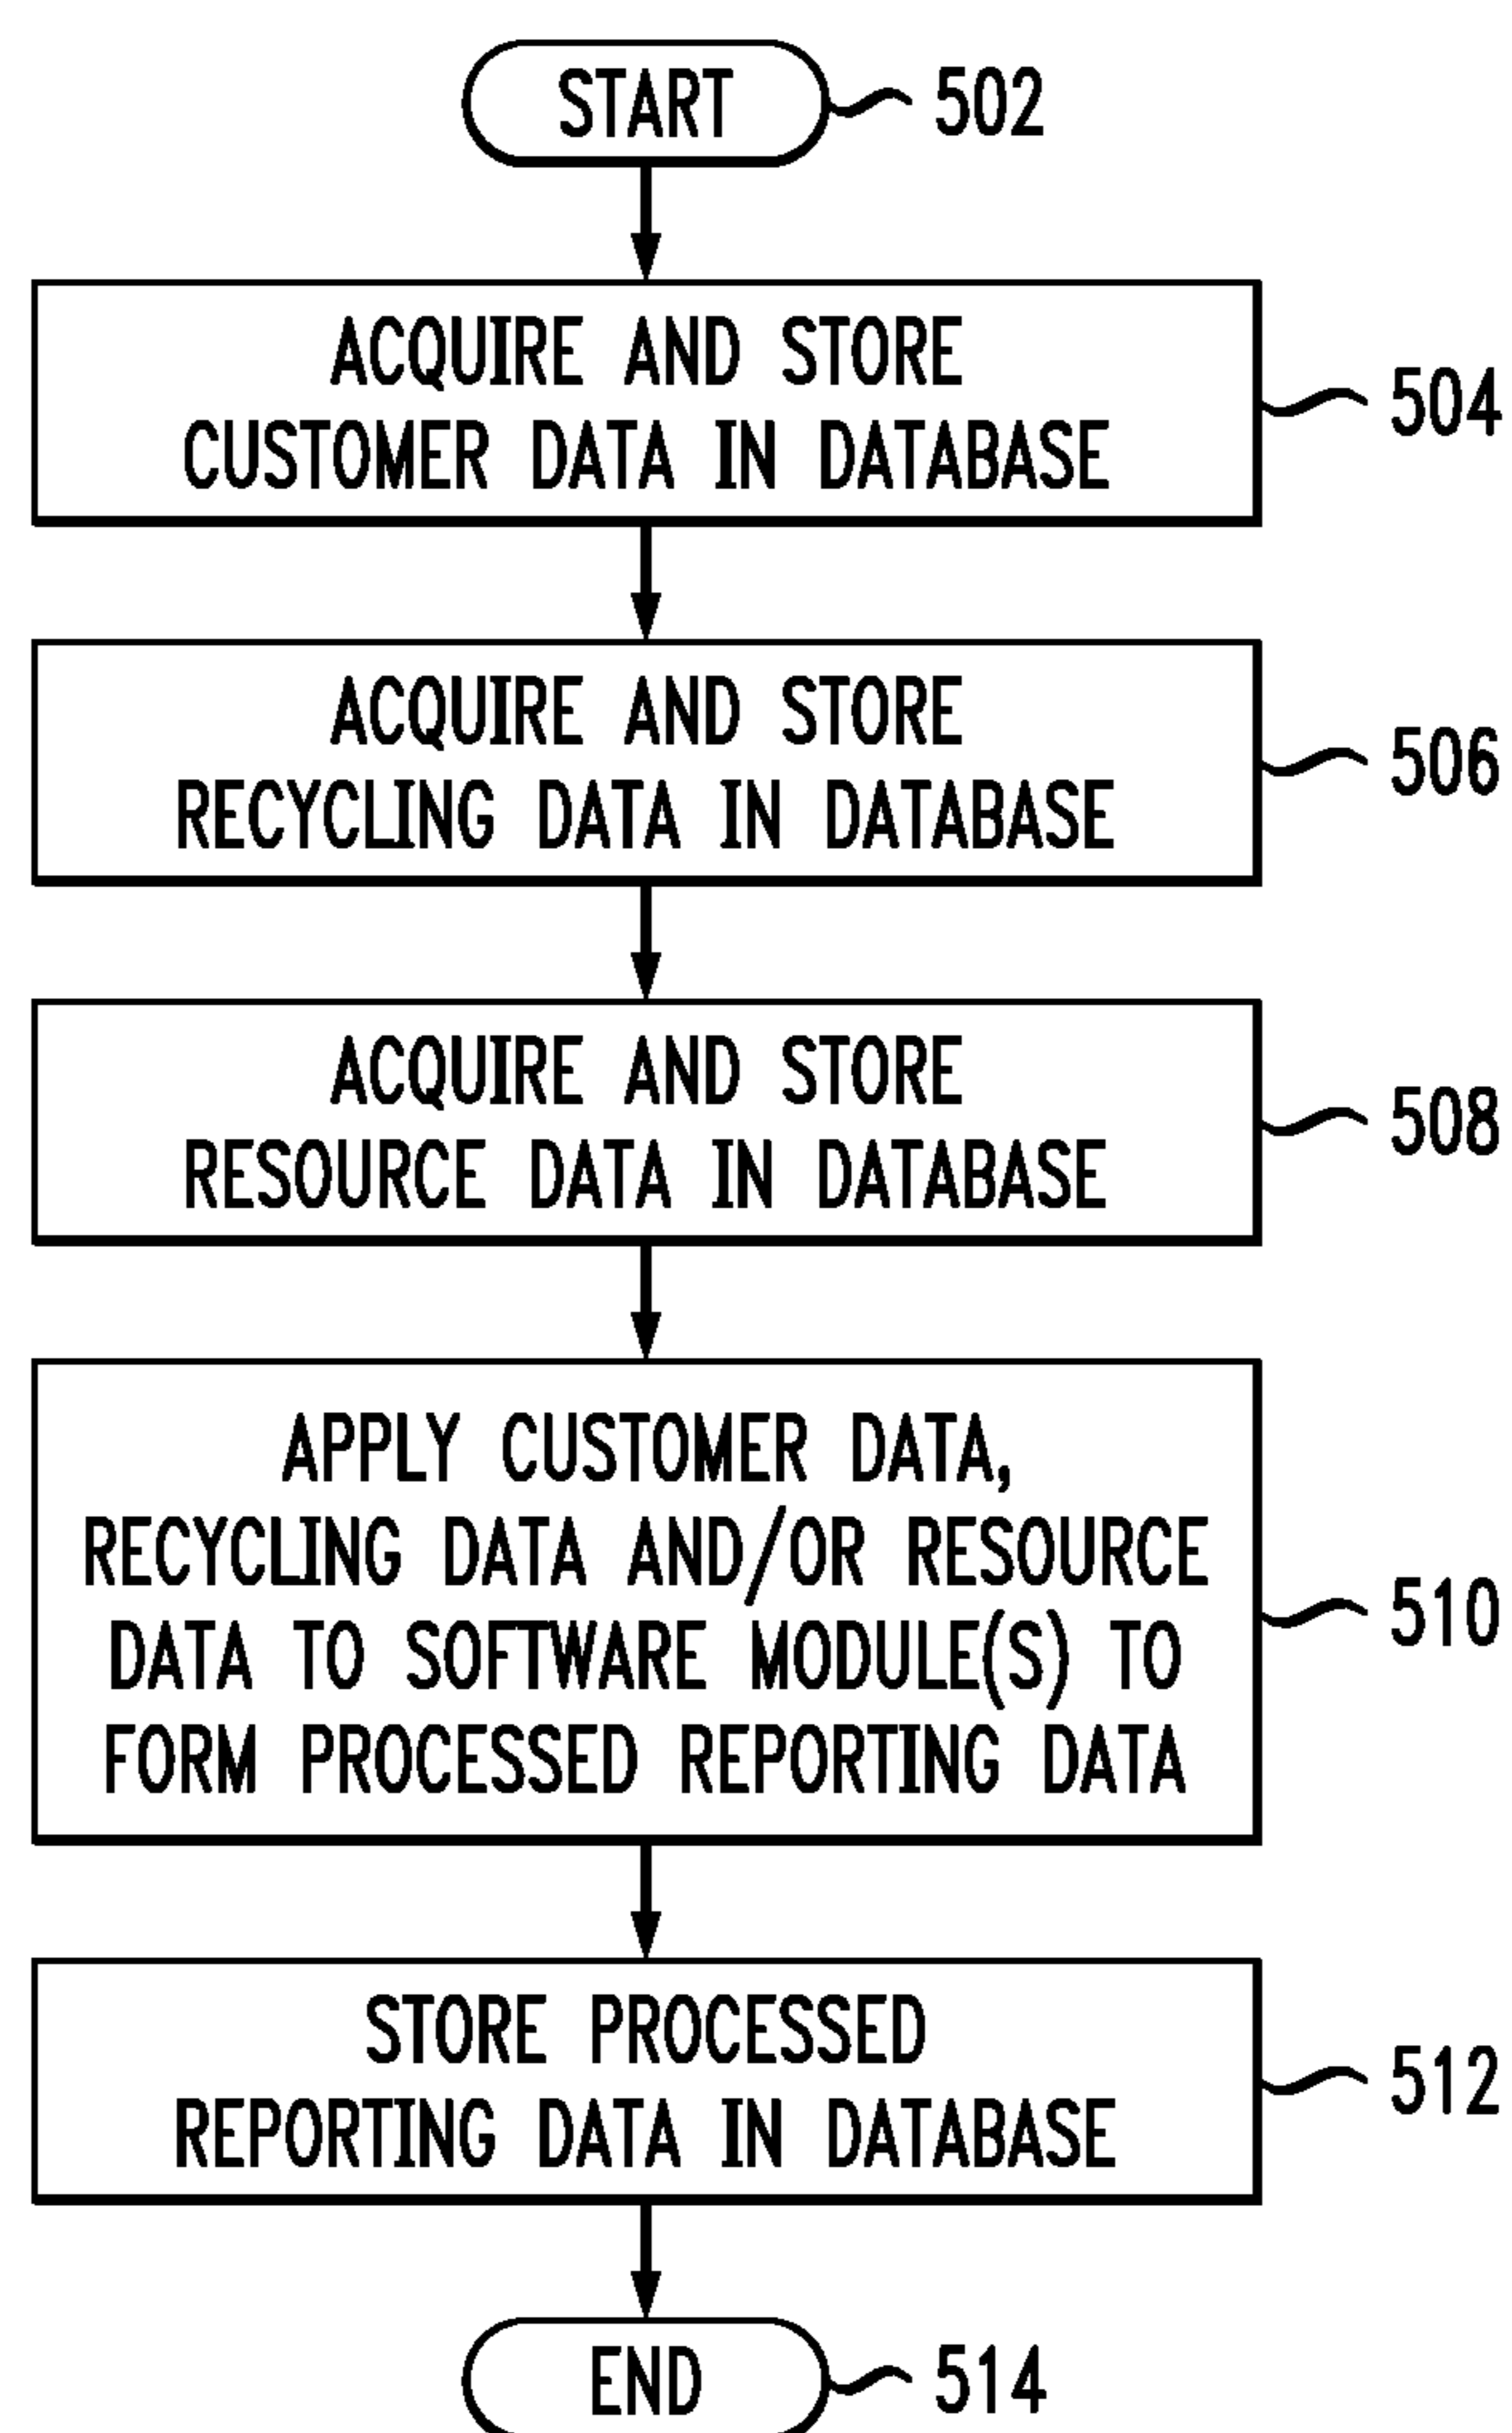 START
502
ACQUIRE AND STORE
CUSTOMER DATA IN DATABASE
504
ACQUIRE AND STORE
RECYCLING DATA IN DATABASE
506
ACQUIRE AND STORE
RESOURCE DATA IN DATABASE
508
APPLY CUSTOMER DATA,
RECYCLING DATA AND/OR RESOURCE
DATA TO SOFTWARE MODULE(S) TO
FORM PROCESSED REPORTING DATA
510
STORE PROCESSED
REPORTING DATA IN DATABASE
512
END
514